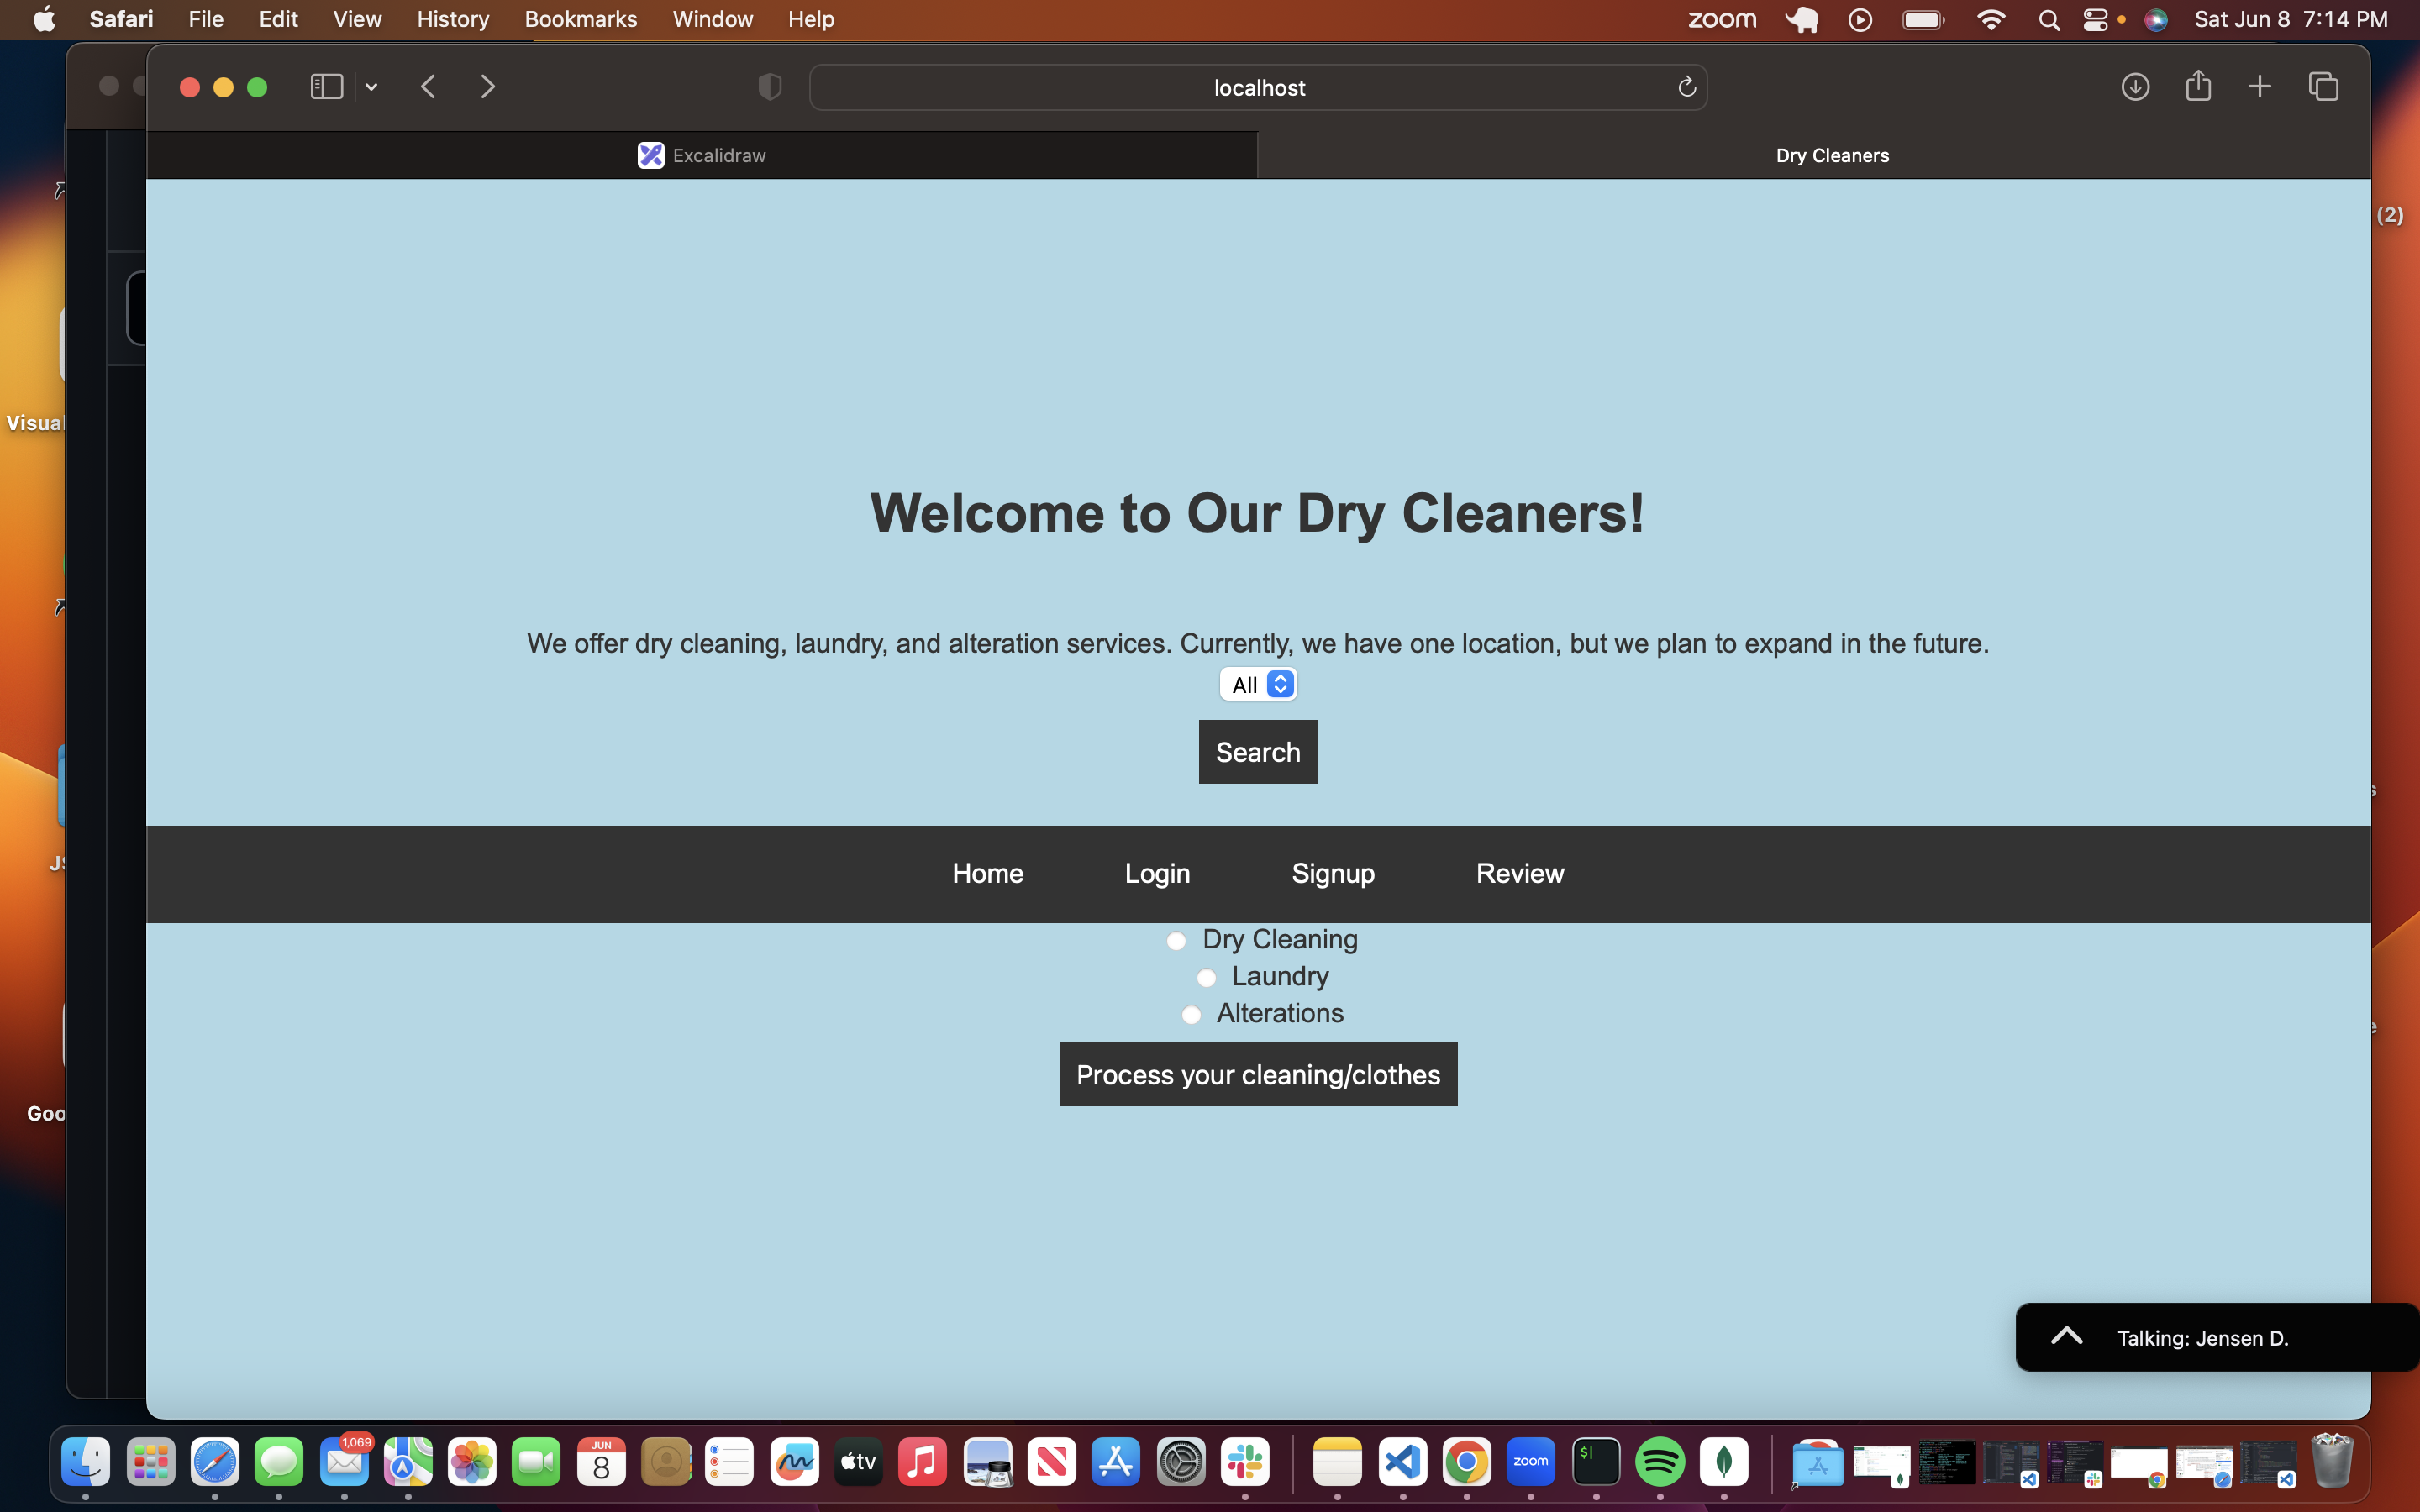 Safari File Edit View History Bookmarks Window Help zoom Sat Jun 8 7:14 PM
localhost
Excalidraw Dry Cleaners
(2)
Visual
Welcome to Our Dry Cleaners!
We offer dry cleaning, laundry, and alteration services. Currently, we have one location, but we plan to expand in the future.
All
Search
Home Login Signup Review
Dry Cleaning
Laundry
Alterations
Process your cleaning/clothes
Goo
Talking: Jensen D.
1,069
JUN
8
tv
zoom
$